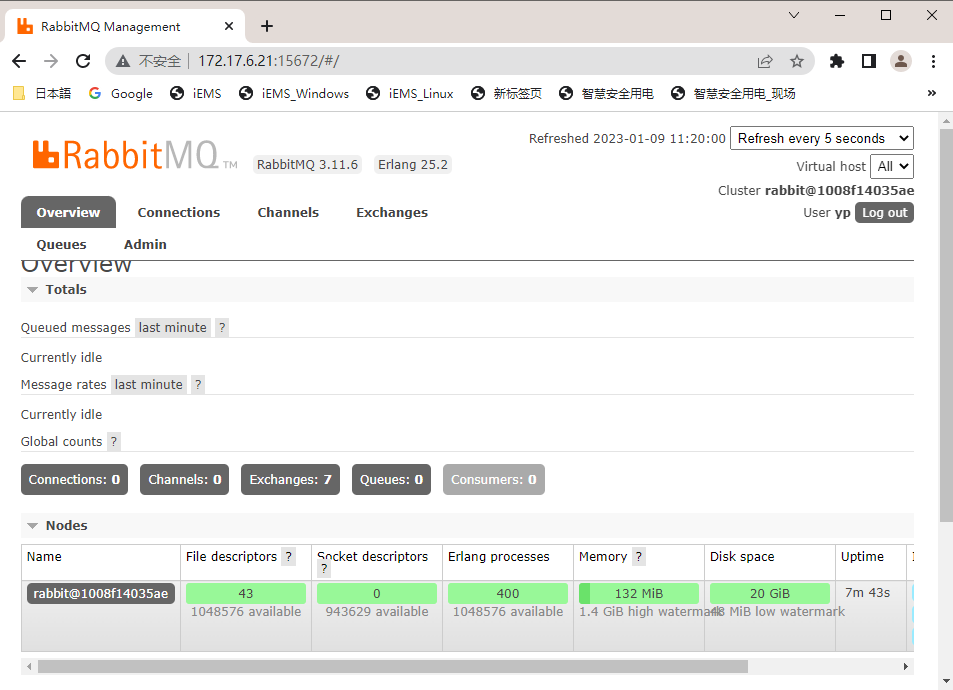 RabbitMQ Management
不安全 172.17.6.21:15672/#/
日本語 Google iEMS iEMS_Windows iEMS_Linux 新标签页 智慧安全用电 智慧安全用电_现场 »
Refreshed 2023-01-09 11:20:00 Refresh every 5 seconds
RabbitMQ TM RabbitMQ 3.11.6 Erlang 25.2
Virtual host All
Cluster rabbit@1008f14035ae
User yp Log out
Overview Connections Channels Exchanges
Queues Admin
Overview
Totals
Queued messages last minute ?
Currently idle
Message rates last minute ?
Currently idle
Global counts ?
Connections: 0 Channels: 0 Exchanges: 7 Queues: 0 Consumers: 0
Nodes
Name File descriptors ? Socket descriptors ? Erlang processes Memory ? Disk space Uptime
rabbit@1008f14035ae 43 0 400 132 MiB 20 GiB 7m 43s
1048576 available 943629 available 1048576 available 1.4 GiB high watermark 48 MiB low watermark